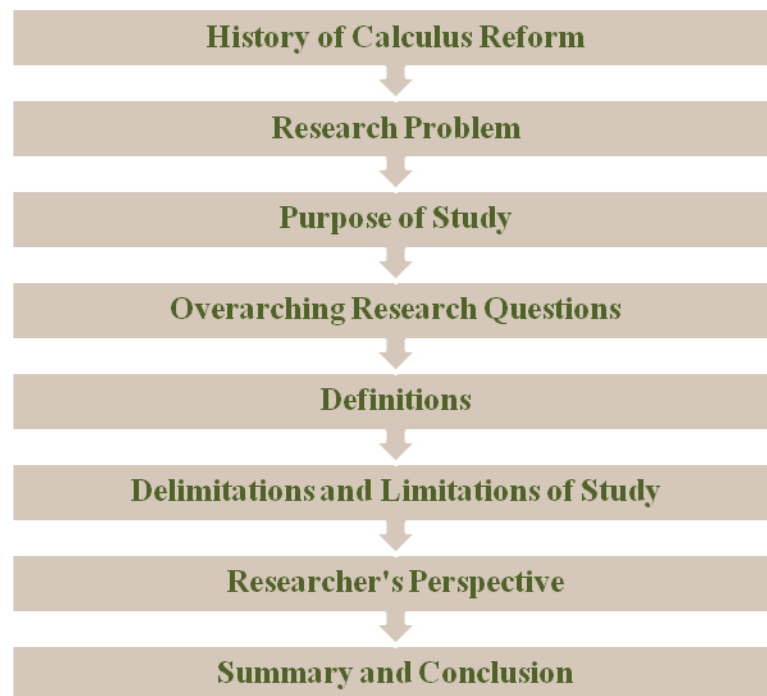 History of Calculus Reform
Research Problem
Purpose of Study
Overarching Research Questions
Definitions
Delimitations and Limitations of Study
Researcher's Perspective
Summary and Conclusion